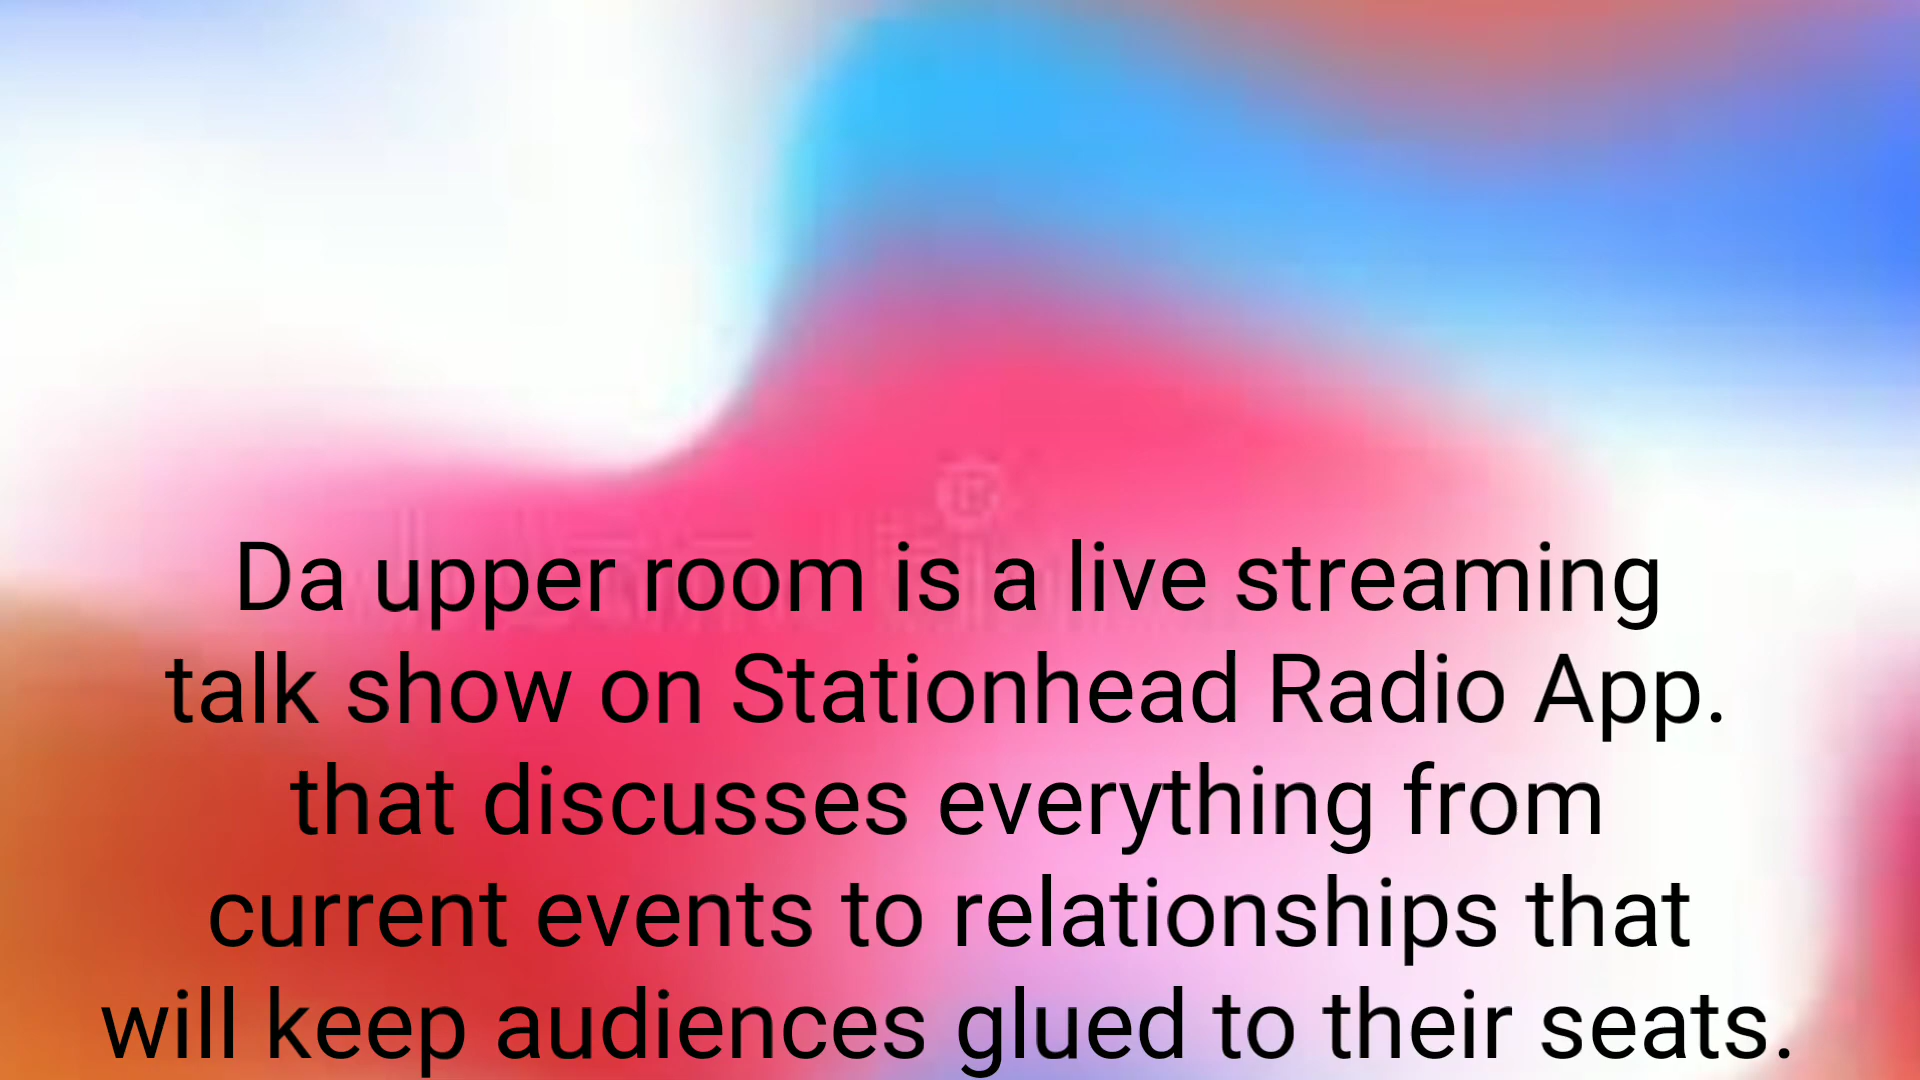 Da upper room is a live streaming
talk show on Stationhead Radio App.
that discusses everything from
current events to relationships that
will keep audiences glued to their seats.